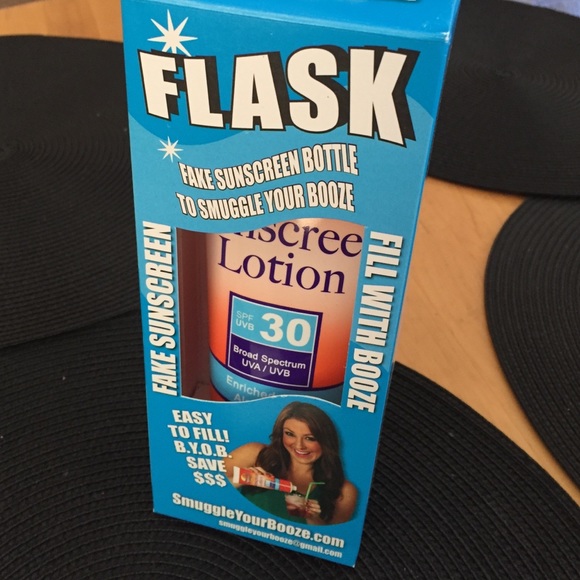 FLASK
FAKE SUNSCREEN BOTTLE
TO SMUGGLE YOUR BOOZE
FAKE SUNSCREEN
Lotion
SPF
UVB 30
Broad Spectrum
UVA / UVB
Enriched
FILL WITH BOOZE
EASY
TO FILL!
B.Y.O.B.
SAVE
$$$
SmuggleYourBooze.com
smuggleyourbooze@gmail.com